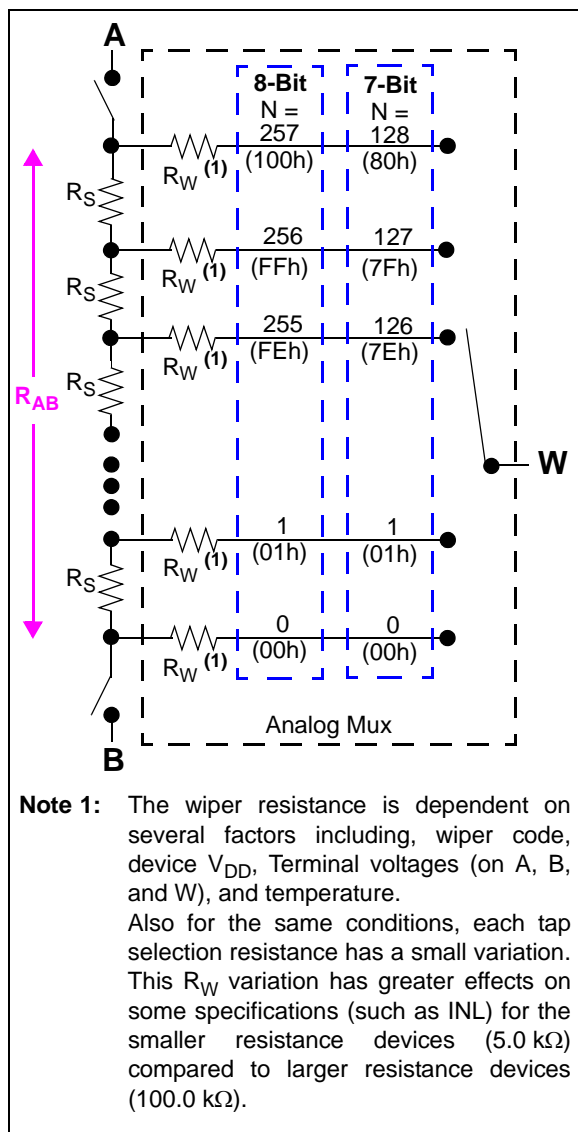 A
8-Bit
N =
7-Bit
N =
257
(100h)
128
(80h)
RW (1)
RS
256
(FFh)
127
(7Fh)
RW (1)
RS
255
(FEh)
126
(7Eh)
RW (1)
RS
RAB
W
1
(01h)
1
(01h)
RW (1)
RS
0
(00h)
0
(00h)
RW (1)
Analog Mux
B
Note 1: The wiper resistance is dependent on
several factors including, wiper code,
device VDD, Terminal voltages (on A, B,
and W), and temperature.
Also for the same conditions, each tap
selection resistance has a small variation.
This RW variation has greater effects on
some specifications (such as INL) for the
smaller resistance devices (5.0 kΩ)
compared to larger resistance devices
(100.0 kΩ).